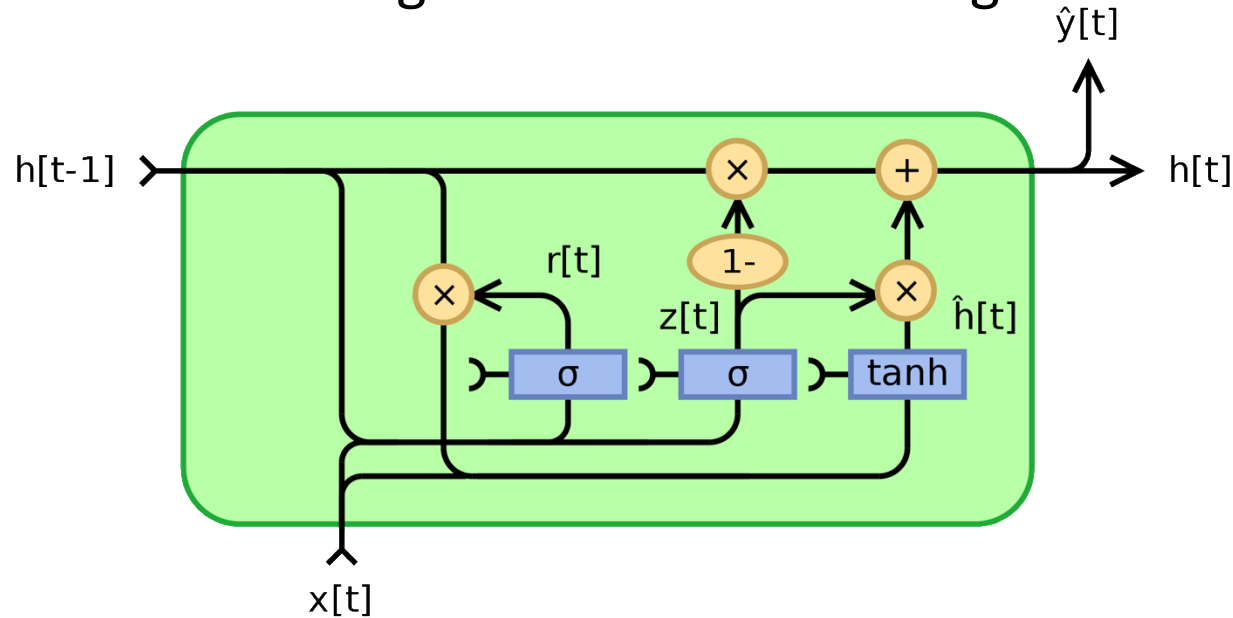 ŷ[t]
h[t-1]
×
+
h[t]
r[t]
1-
×
×
z[t]
ĥ[t]
σ
σ
tanh
x[t]